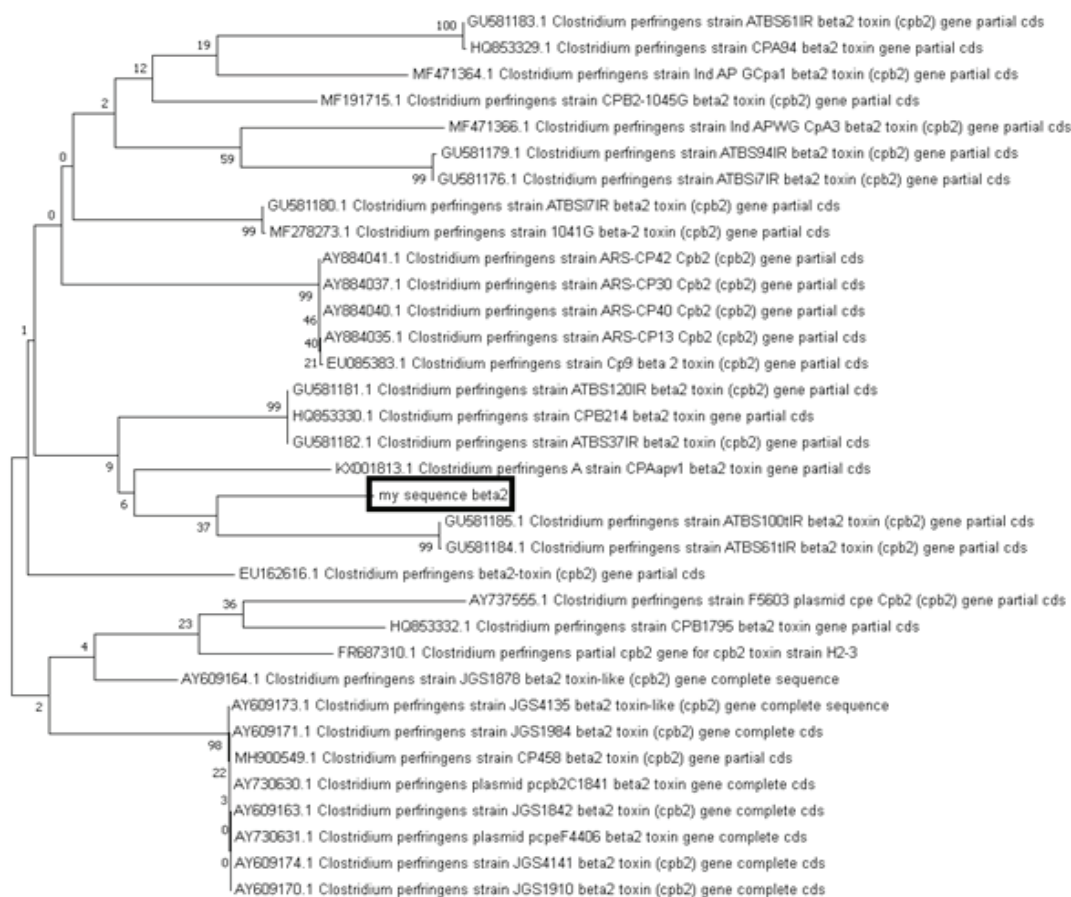 GU581183.1 Clostridium perfringens strain ATBS61IR beta2 toxin (cpb2) gene partial cds
100
HQ853329.1 Clostridium perfringens strain CPA94 beta2 toxin gene partial cds
19
MF471364.1 Clostridium perfringens strain Ind AP GCpa1 beta2 toxin (cpb2) gene partial cds
12
MF191715.1 Clostridium perfringens strain CPB2-1045G beta2 toxin (cpb2) gene partial cds
2
MF471366.1 Clostridium perfringens strain Ind APWG CpA3 beta2 toxin (cpb2) gene partial cds
59
GU581179.1 Clostridium perfringens strain ATBS94IR beta2 toxin (cpb2) gene partial cds
99
GU581176.1 Clostridium perfringens strain ATBSi7IR beta2 toxin (cpb2) gene partial cds
0
GU581180.1 Clostridium perfringens strain ATBSI7IR beta2 toxin (cpb2) gene partial cds
0
99
MF278273.1 Clostridium perfringens strain 1041G beta-2 toxin (cpb2) gene partial cds
AY884041.1 Clostridium perfringens strain ARS-CP42 Cpb2 (cpb2) gene partial cds
99
AY884037.1 Clostridium perfringens strain ARS-CP30 Cpb2 (cpb2) gene partial cds
46
AY884040.1 Clostridium perfringens strain ARS-CP40 Cpb2 (cpb2) gene partial cds
1
40
AY884035.1 Clostridium perfringens strain ARS-CP13 Cpb2 (cpb2) gene partial cds
21
EU085383.1 Clostridium perfringens strain Cp9 beta 2 toxin (cpb2) gene partial cds
GU581181.1 Clostridium perfringens strain ATBS120IR beta2 toxin (cpb2) gene partial cds
99
HQ853330.1 Clostridium perfringens strain CPB214 beta2 toxin gene partial cds
GU581182.1 Clostridium perfringens strain ATBS37IR beta2 toxin (cpb2) gene partial cds
9
KX001813.1 Clostridium perfringens A strain CPAapv1 beta2 toxin gene partial cds
6
my sequence beta2
37
GU581185.1 Clostridium perfringens strain ATBS100tIR beta2 toxin (cpb2) gene partial cds
99
GU581184.1 Clostridium perfringens strain ATBS61tIR beta2 toxin (cpb2) gene partial cds
EU162616.1 Clostridium perfringens beta2-toxin (cpb2) gene partial cds
36
AY737555.1 Clostridium perfringens strain F5603 plasmid cpe Cpb2 (cpb2) gene partial cds
23
HQ853332.1 Clostridium perfringens strain CPB1795 beta2 toxin gene partial cds
4
FR687310.1 Clostridium perfringens partial cpb2 gene for cpb2 toxin strain H2-3
AY609164.1 Clostridium perfringens strain JGS1878 beta2 toxin-like (cpb2) gene complete sequence
2
AY609173.1 Clostridium perfringens strain JGS4135 beta2 toxin-like (cpb2) gene complete sequence
AY609171.1 Clostridium perfringens strain JGS1984 beta2 toxin (cpb2) gene complete cds
98
MH900549.1 Clostridium perfringens strain CP458 beta2 toxin (cpb2) gene partial cds
22
AY730630.1 Clostridium perfringens plasmid pcpb2C1841 beta2 toxin gene complete cds
3
AY609163.1 Clostridium perfringens strain JGS1842 beta2 toxin (cpb2) gene complete cds
0
AY730631.1 Clostridium perfringens plasmid pcpeF4406 beta2 toxin gene complete cds
0
AY609174.1 Clostridium perfringens strain JGS4141 beta2 toxin (cpb2) gene complete cds
AY609170.1 Clostridium perfringens strain JGS1910 beta2 toxin (cpb2) gene complete cds